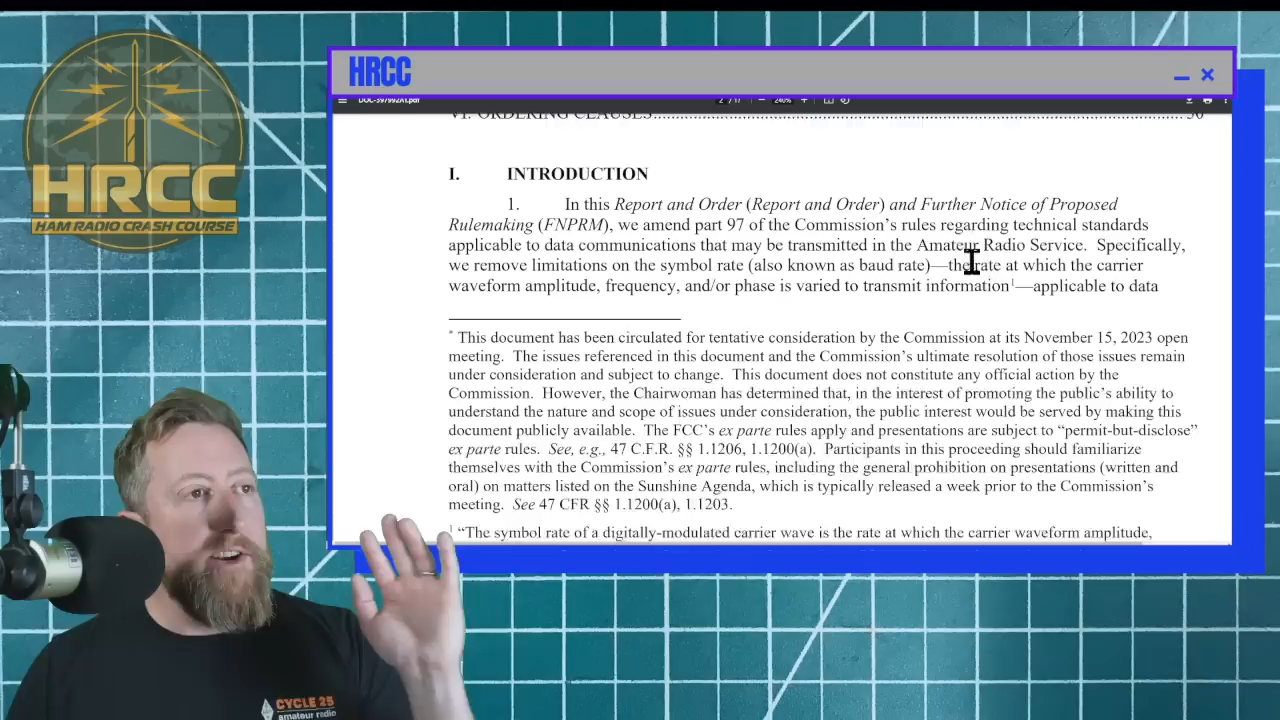 HRCC
HAM RADIO CRASH COURSE
HRCC
DOC-397992A1.pdf
2 / 17
240%
VI. ORDERING CLAUSES
50
I. INTRODUCTION
1. In this Report and Order (Report and Order) and Further Notice of Proposed
Rulemaking (FNPRM), we amend part 97 of the Commission’s rules regarding technical standards
applicable to data communications that may be transmitted in the Amateur Radio Service. Specifically,
we remove limitations on the symbol rate (also known as baud rate)—the rate at which the carrier
waveform amplitude, frequency, and/or phase is varied to transmit information1—applicable to data
* This document has been circulated for tentative consideration by the Commission at its November 15, 2023 open
meeting. The issues referenced in this document and the Commission’s ultimate resolution of those issues remain
under consideration and subject to change. This document does not constitute any official action by the
Commission. However, the Chairwoman has determined that, in the interest of promoting the public’s ability to
understand the nature and scope of issues under consideration, the public interest would be served by making this
document publicly available. The FCC’s ex parte rules apply and presentations are subject to “permit-but-disclose”
ex parte rules. See, e.g., 47 C.F.R. §§ 1.1206, 1.1200(a). Participants in this proceeding should familiarize
themselves with the Commission’s ex parte rules, including the general prohibition on presentations (written and
oral) on matters listed on the Sunshine Agenda, which is typically released a week prior to the Commission’s
meeting. See 47 CFR §§ 1.1200(a), 1.1203.
1 “The symbol rate of a digitally-modulated carrier wave is the rate at which the carrier waveform amplitude,
CYCLE 25
amateur radio